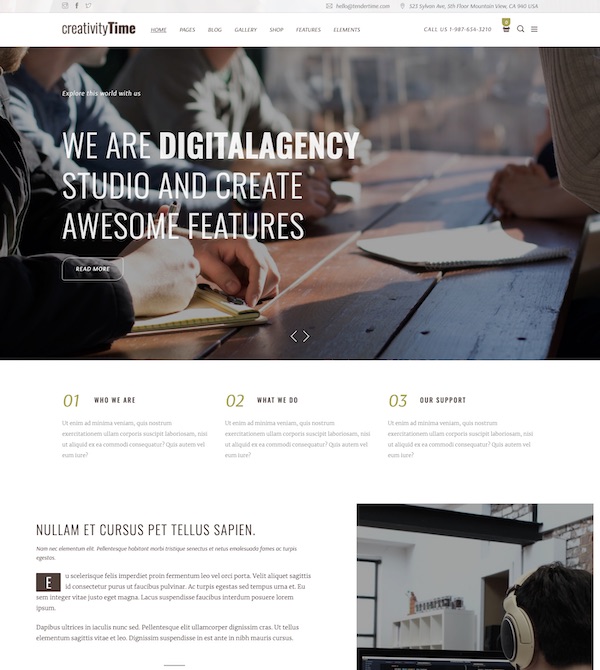 hello@tendertime.com 523 Sylvan Ave, 5th Floor Mountain View, CA 940 USA
creativityTime HOME PAGES BLOG GALLERY SHOP FEATURES ELEMENTS CALL US 1-987-654-3210
Explore this world with us
WE ARE DIGITALAGENCY
STUDIO AND CREATE
AWESOME FEATURES
READ MORE
01 WHO WE ARE
Ut enim ad minima veniam, quis nostrum
exercitationem ullam corporis suscipit laboriosam, nisi
ut aliquid ex ea commodi consequatur? Quis autem vel
eum iure?
02 WHAT WE DO
Ut enim ad minima veniam, quis nostrum
exercitationem ullam corporis suscipit laboriosam, nisi
ut aliquid ex ea commodi consequatur? Quis autem vel
eum iure?
03 OUR SUPPORT
Ut enim ad minima veniam, quis nostrum
exercitationem ullam corporis suscipit laboriosam, nisi
ut aliquid ex ea commodi consequatur? Quis autem vel
eum iure?
NULLAM ET CURSUS PET TELLUS SAPIEN.
Nam nec elementum elit. Pellentesque habitant morbi tristique senectus et netus emalesuada fames ac turpis
egestas.
E u scelerisque felis imperdiet proin fermentum leo vel orci porta. Velit aliquet sagittis
id consectetur purus ut faucibus pulvinar. Ac turpis egestas sed tempus urna et. Eu
sem integer vitae justo eget magna. Lacus suspendisse faucibus interdum posuere lorem
ipsum.
Dapibus ultrices in iaculis nunc sed. Pellentesque elit ullamcorper dignissim cras. Ut tellus
elementum sagittis vitae et leo. Dignissim suspendisse in est ante in nibh mauris cursus.